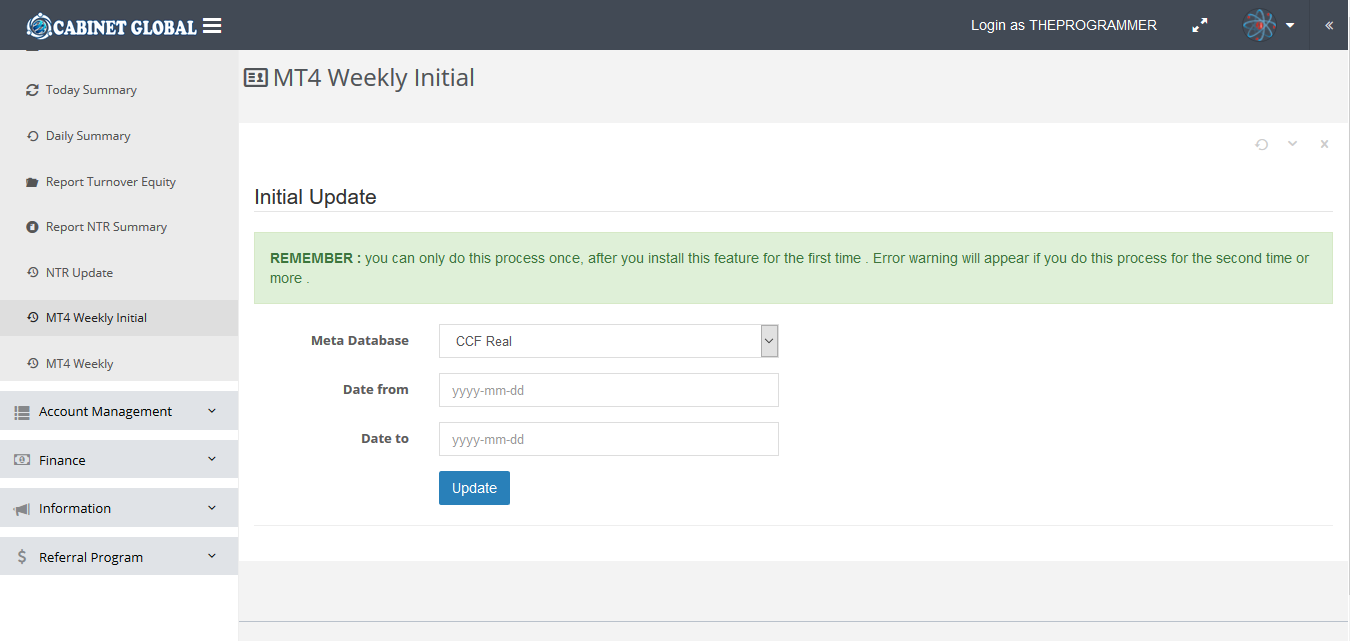 CABINET GLOBAL
Login as THEPROGRAMMER
«
Today Summary
Daily Summary
Report Turnover Equity
Report NTR Summary
NTR Update
MT4 Weekly Initial
MT4 Weekly
Account Management
Finance
Information
$ Referral Program
MT4 Weekly Initial
Initial Update
REMEMBER : you can only do this process once, after you install this feature for the first time . Error warning will appear if you do this process for the second time or
more .
Meta Database CCF Real
Date from yyyy-mm-dd
Date to yyyy-mm-dd
Update